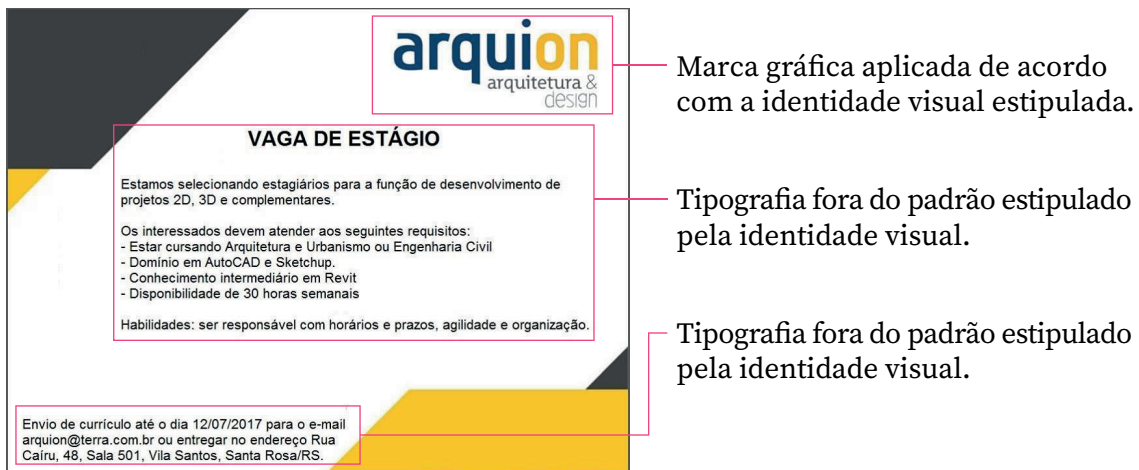 arquion
arquitetura &
design
VAGA DE ESTÁGIO
Estamos selecionando estagiários para a função de desenvolvimento de
projetos 2D, 3D e complementares.
Os interessados devem atender aos seguintes requisitos:
- Estar cursando Arquitetura e Urbanismo ou Engenharia Civil
- Domínio em AutoCAD e Sketchup.
- Conhecimento intermediário em Revit
- Disponibilidade de 30 horas semanais
Habilidades: ser responsável com horários e prazos, agilidade e organização.
Envio de currículo até o dia 12/07/2017 para o e-mail
arquion@terra.com.br ou entregar no endereço Rua
Caíru, 48, Sala 501, Vila Santos, Santa Rosa/RS.
Marca gráfica aplicada de acordo
com a identidade visual estipulada.
Tipografia fora do padrão estipulado
pela identidade visual.
Tipografia fora do padrão estipulado
pela identidade visual.